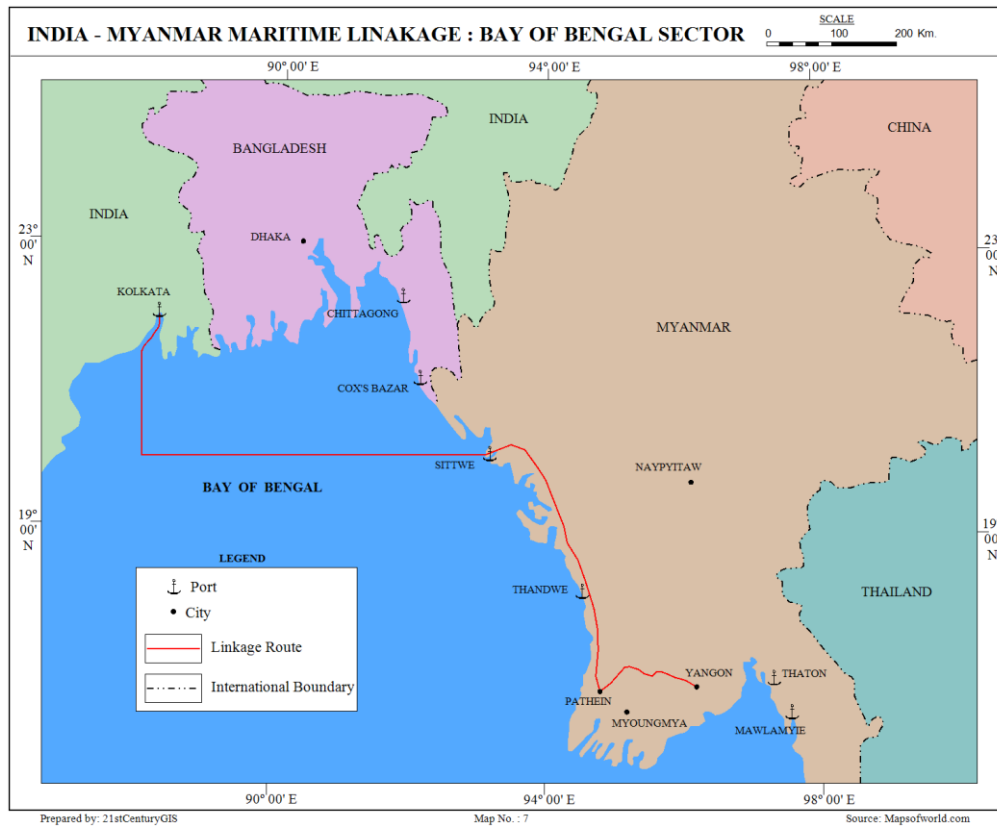 INDIA - MYANMAR MARITIME LINAKAGE : BAY OF BENGAL SECTOR
SCALE
0 100 200 Km.
90° 00' E 94° 00' E 98° 00' E
CHINA
INDIA
BANGLADESH
INDIA
23°
00'
N
DHAKA
23°
00'
N
KOLKATA
CHITTAGONG
MYANMAR
COX'S BAZAR
SITTWE
NAYPYITAW
BAY OF BENGAL
19°
00'
N
19°
00'
N
LEGEND
Port
City
Linkage Route
International Boundary
THANDWE
THAILAND
YANGON
THATON
PATHEIN
MYOUNGMYA
MAWLAMYIE
90° 00' E 94° 00' E 98° 00' E
Prepared by: 21stCenturyGIS Map No. : 7 Source: Mapsofworld.com